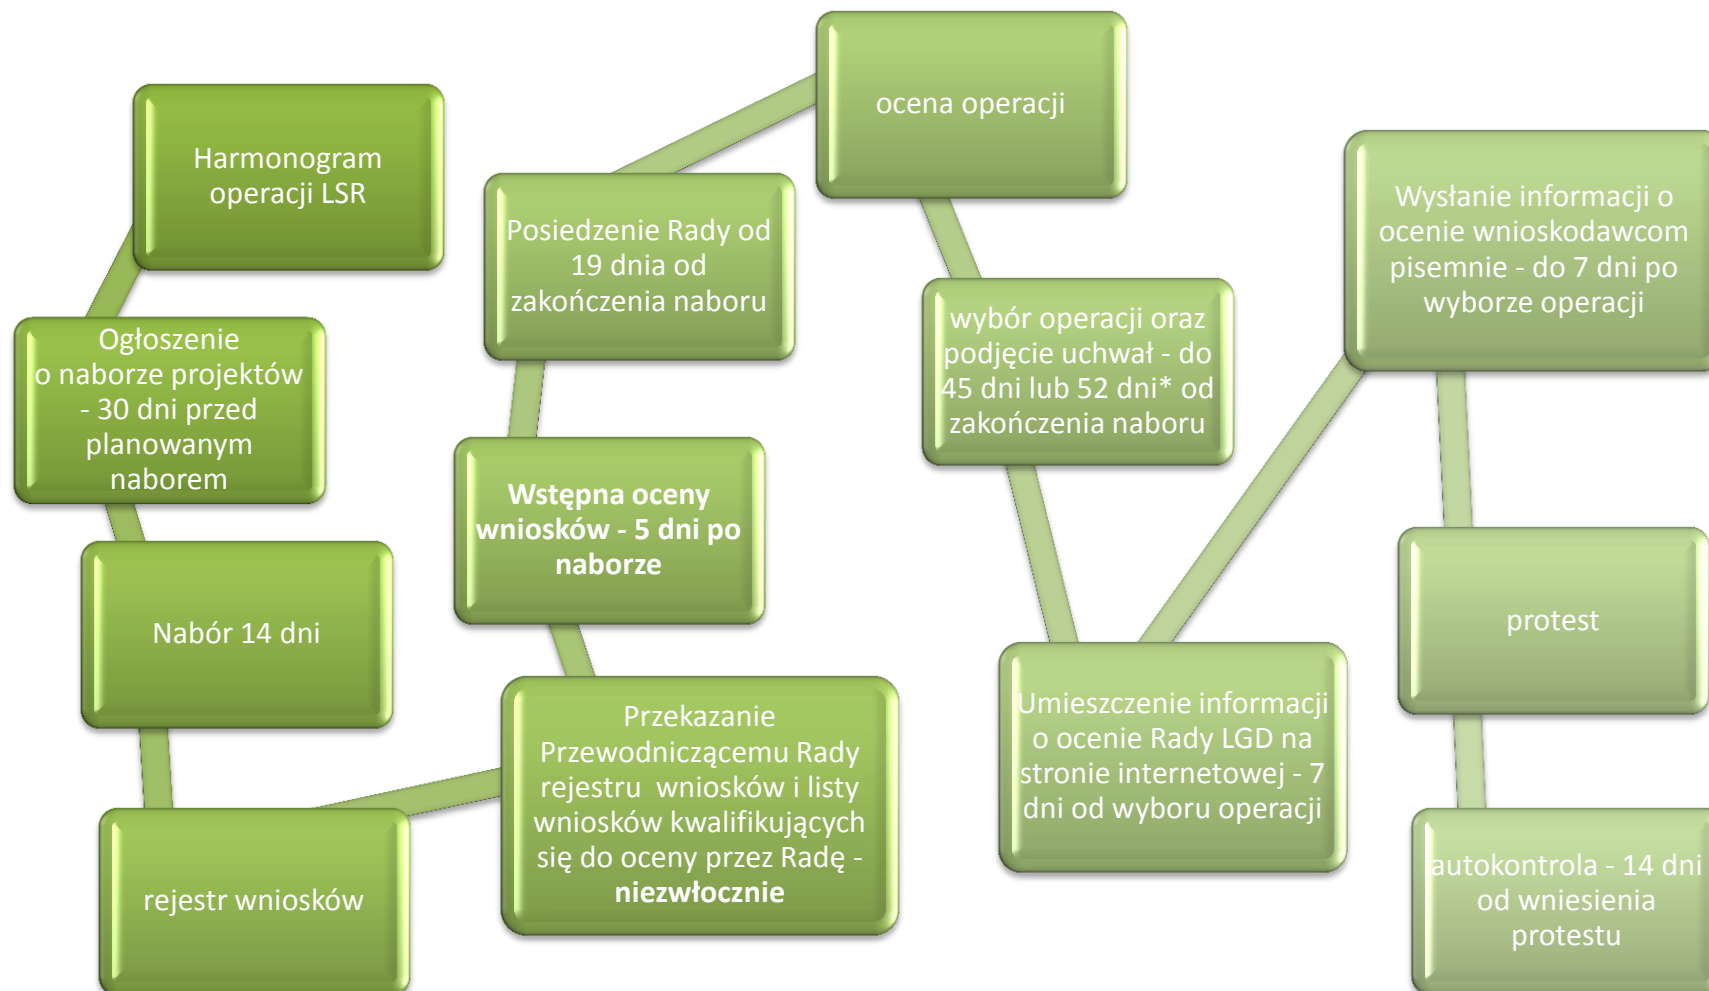 Harmonogram
operacji LSR
Ogłoszenie
o naborze projektów
- 30 dni przed
planowanym
naborem
Nabór 14 dni
rejestr wniosków
Przekazanie
Przewodniczącemu Rady
rejestru wniosków i listy
wniosków kwalifikujących
się do oceny przez Radę -
niezwłocznie
Wstępna oceny
wniosków - 5 dni po
naborze
Posiedzenie Rady od
19 dnia od
zakończenia naboru
ocena operacji
wybór operacji oraz
podjęcie uchwał - do
45 dni lub 52 dni* od
zakończenia naboru
Umieszczenie informacji
o ocenie Rady LGD na
stronie internetowej - 7
dni od wyboru operacji
Wysłanie informacji o
ocenie wnioskodawcom
pisemnie - do 7 dni po
wyborze operacji
protest
autokontrola - 14 dni
od wniesienia
protestu